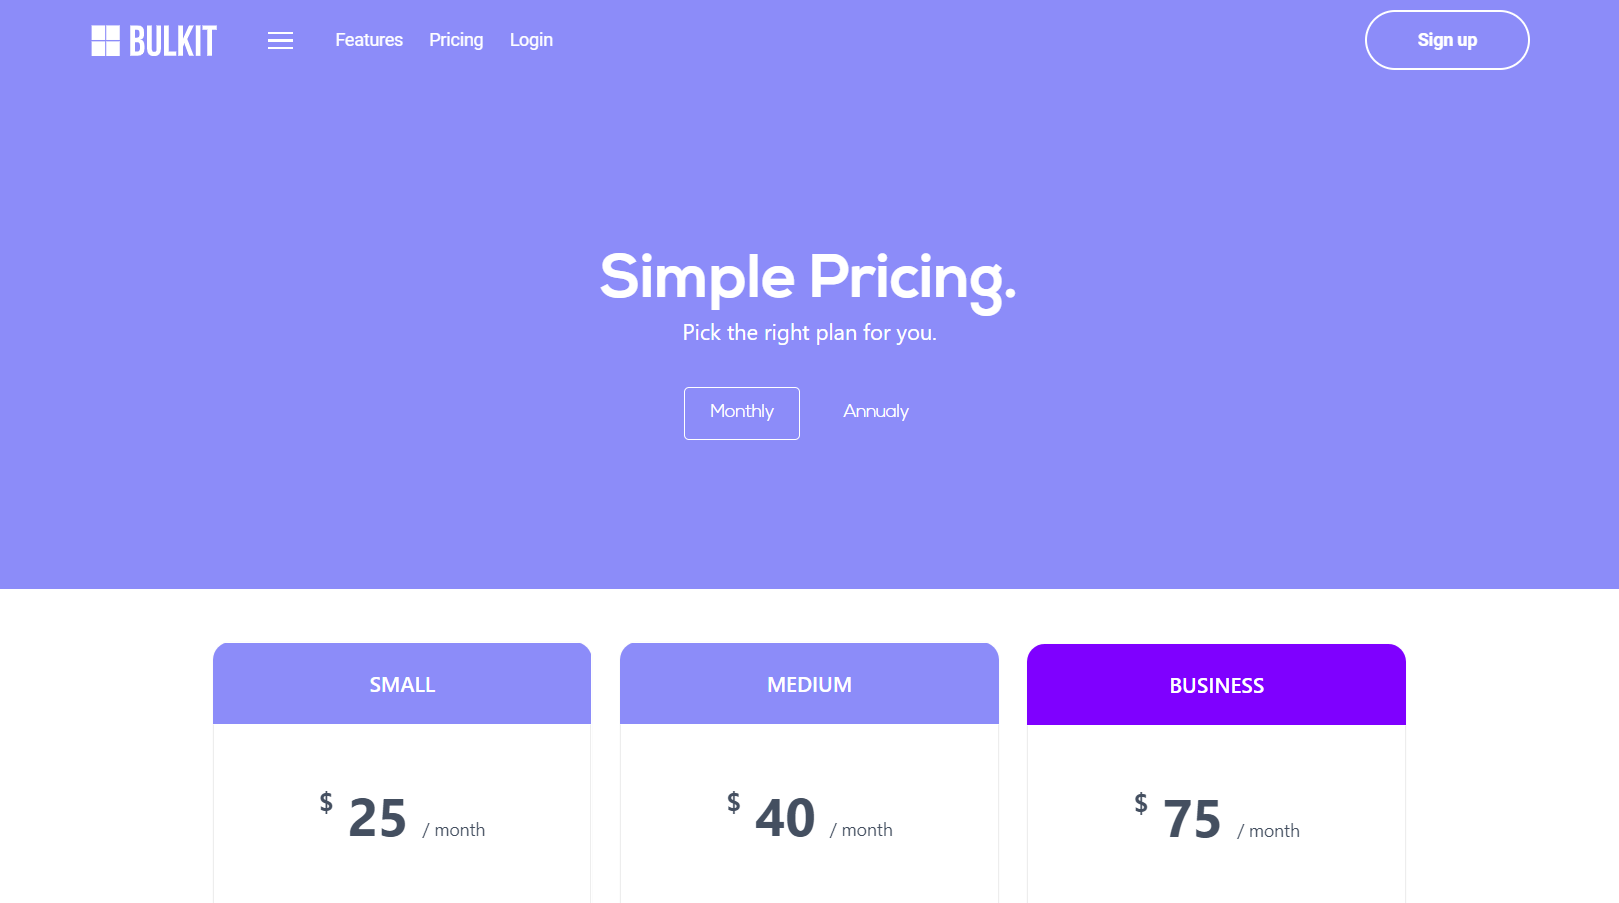 BULKIT
Features Pricing Login
Sign up
Simple Pricing.
Pick the right plan for you.
Monthly Annualy
SMALL MEDIUM BUSINESS
$ 25 / month $ 40 / month $ 75 / month